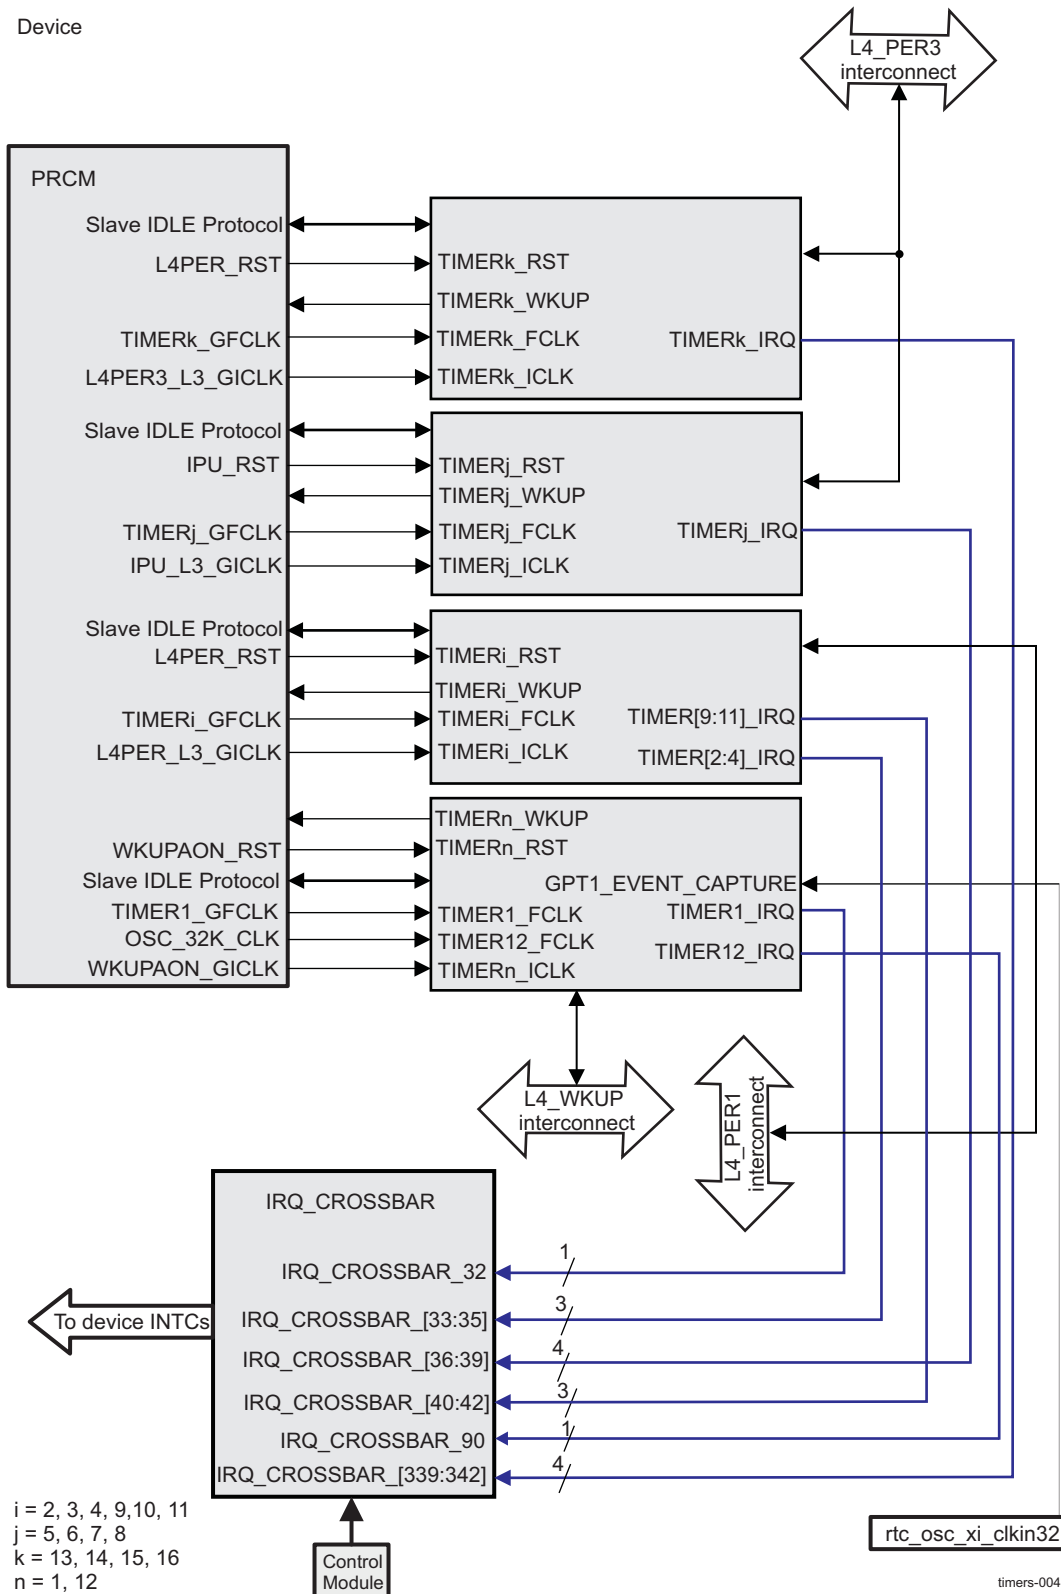 Device
L4_PER3
interconnect
PRCM
Slave IDLE Protocol
L4PER_RST
TIMERk_RST
TIMERk_WKUP
TIMERk_GFCLK
TIMERk_FCLK
TIMERk_IRQ
L4PER3_L3_GICLK
TIMERk_ICLK
Slave IDLE Protocol
IPU_RST
TIMERj_RST
TIMERj_WKUP
TIMERj_GFCLK
TIMERj_FCLK
TIMERj_IRQ
IPU_L3_GICLK
TIMERj_ICLK
Slave IDLE Protocol
L4PER_RST
TIMERi_RST
TIMERi_WKUP
TIMERi_GFCLK
TIMERi_FCLK
TIMER[9:11]_IRQ
L4PER_L3_GICLK
TIMERi_ICLK
TIMER[2:4]_IRQ
TIMERn_WKUP
WKUPAON_RST
TIMERn_RST
Slave IDLE Protocol
GPT1_EVENT_CAPTURE
TIMER1_GFCLK
TIMER1_FCLK
TIMER1_IRQ
OSC_32K_CLK
TIMER12_FCLK
TIMER12_IRQ
WKUPAON_GICLK
TIMERn_ICLK
L4_WKUP
interconnect
L4_PER1
interconnect
IRQ_CROSSBAR
1
IRQ_CROSSBAR_32
To device INTCs
3
IRQ_CROSSBAR_[33:35]
4
IRQ_CROSSBAR_[36:39]
3
IRQ_CROSSBAR_[40:42]
1
IRQ_CROSSBAR_90
4
IRQ_CROSSBAR_[339:342]
i = 2, 3, 4, 9,10, 11
j = 5, 6, 7, 8
k = 13, 14, 15, 16
n = 1, 12
Control
Module
rtc_osc_xi_clkin32
timers-004